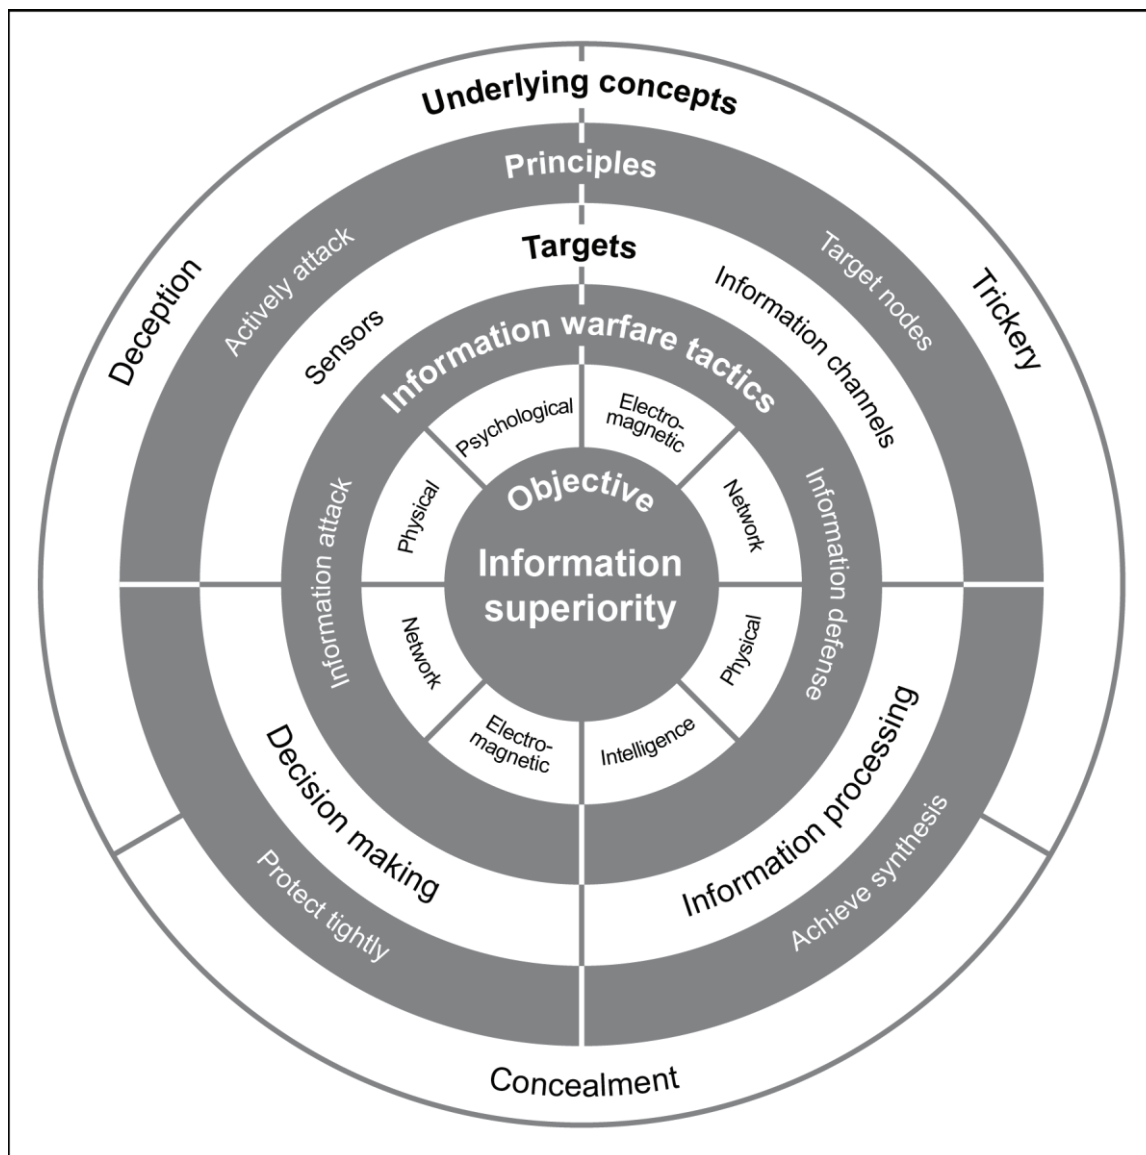 Underlying concepts
Deception
Trickery
Concealment
Principles
Actively attack
Target nodes
Protect tightly
Achieve synthesis
Targets
Sensors
Information channels
Decision making
Information processing
Information warfare tactics
Information attack
Information defense
Psychological
Electro-
magnetic
Physical
Network
Network
Physical
Electro-
magnetic
Intelligence
Objective
Information
superiority